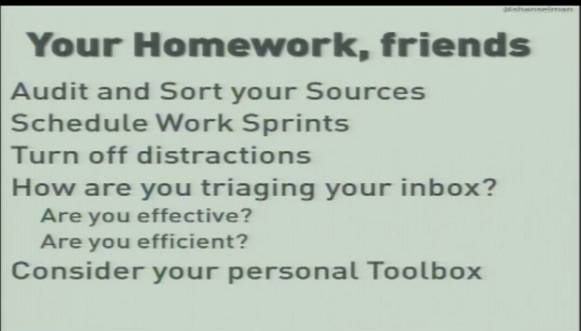 @shanselman
Your Homework, friends
Audit and Sort your Sources
Schedule Work Sprints
Turn off distractions
How are you triaging your inbox?
Are you effective?
Are you efficient?
Consider your personal Toolbox